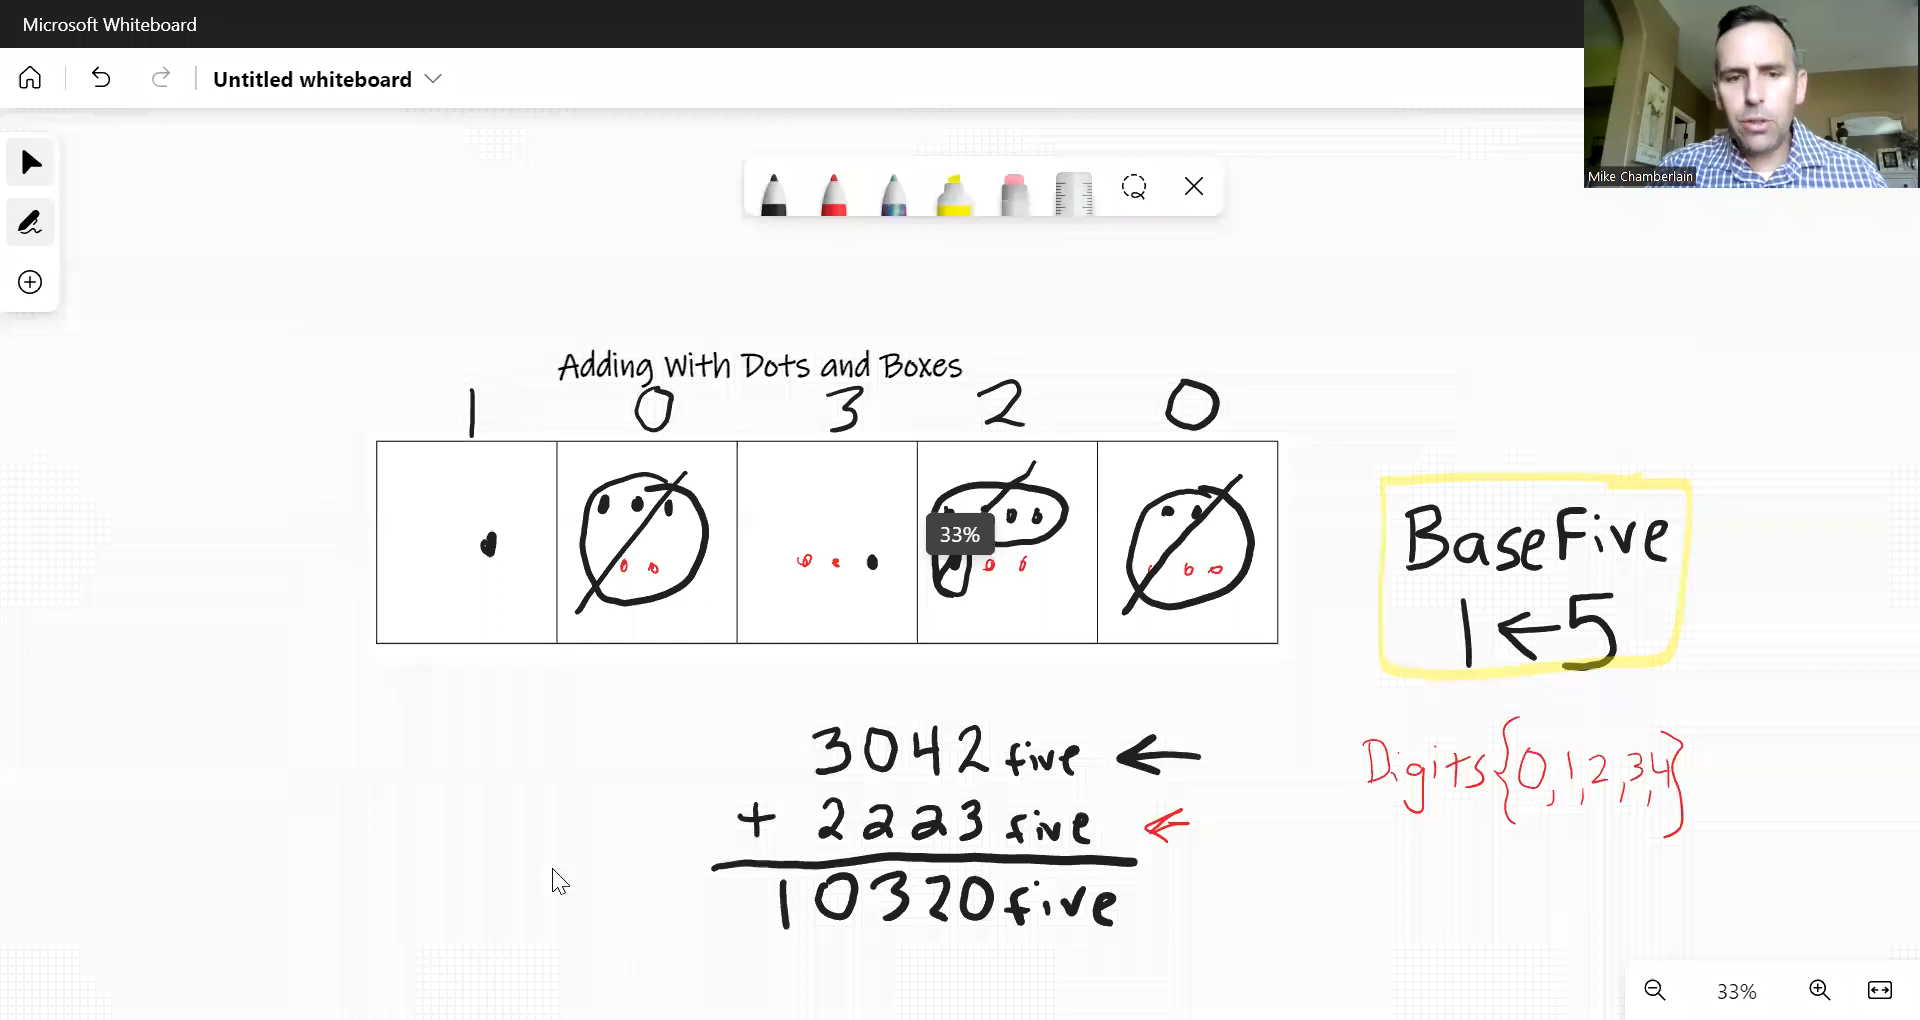 Microsoft Whiteboard
Untitled whiteboard
Mike Chamberlain
Adding With Dots and Boxes
1 0 3 2 0
33%
Base Five
1 ← 5
3042 five ←
+ 2223 five ←
10320 five
Digits {0,1,2,3,4}
33%